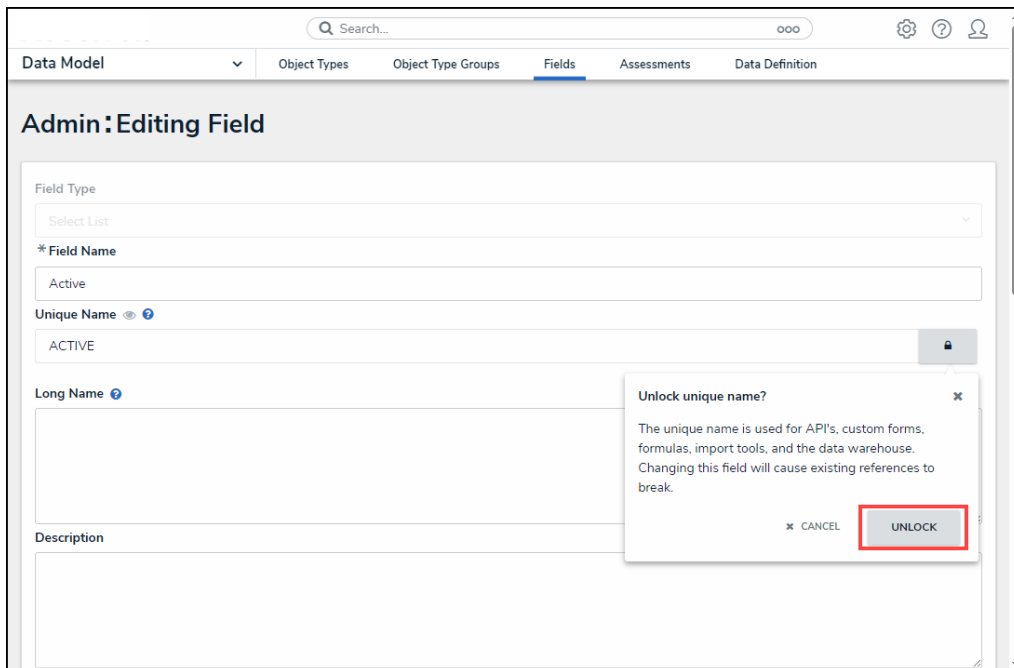 Search...
ooo
Data Model
Object Types
Object Type Groups
Fields
Assessments
Data Definition
Admin:Editing Field
Field Type
Select List
* Field Name
Active
Unique Name
ACTIVE
Long Name
Unlock unique name?
The unique name is used for API's, custom forms,
formulas, import tools, and the data warehouse.
Changing this field will cause existing references to
break.
CANCEL
UNLOCK
Description